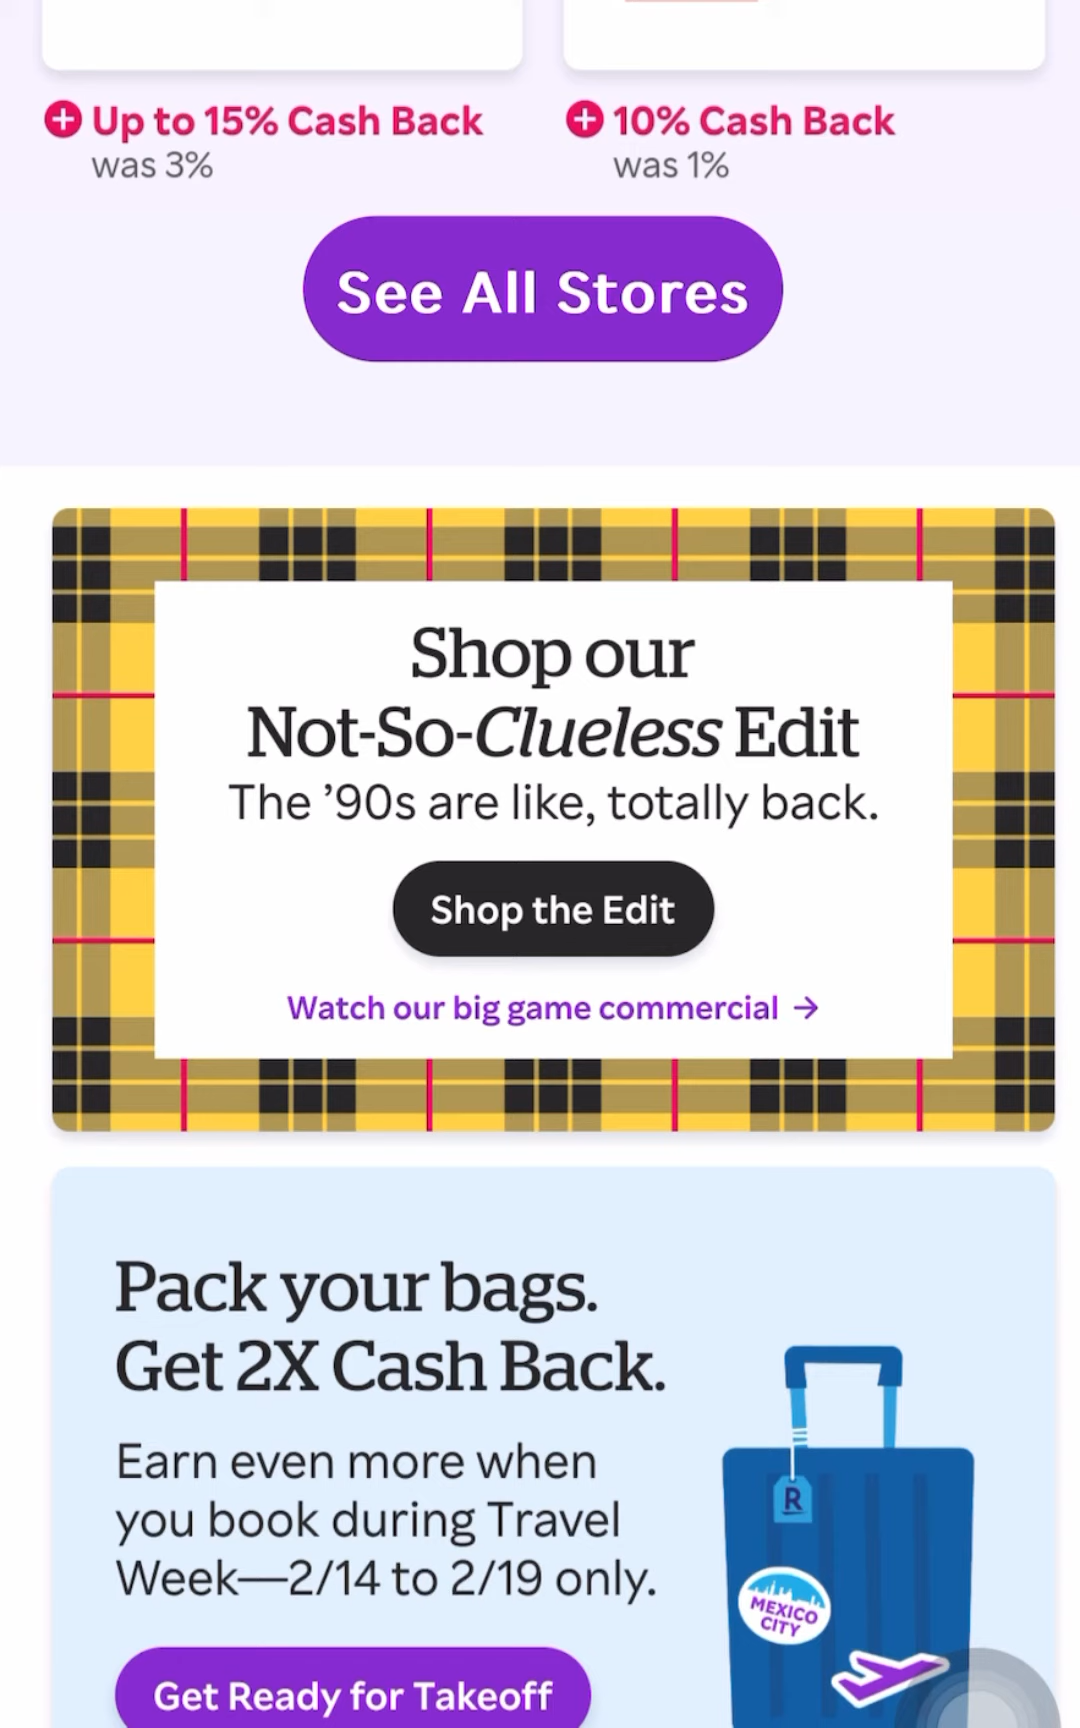 Up to 15% Cash Back
was 3%
10% Cash Back
was 1%
See All Stores
Shop our
Not-So-Clueless Edit
The ’90s are like, totally back.
Shop the Edit
Watch our big game commercial →
Pack your bags.
Get 2X Cash Back.
Earn even more when
you book during Travel
Week—2/14 to 2/19 only.
Get Ready for Takeoff
R
MEXICO
CITY